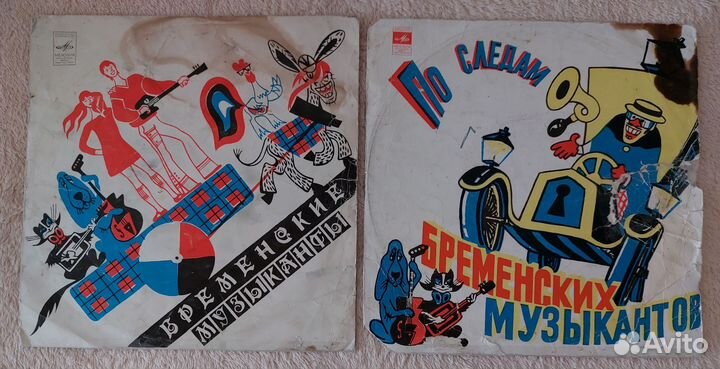 БРЕМЕНСКИЕ
МУЗЫКАНТЫ
ПО СЛЕДАМ
БРЕМЕНСКИХ
МУЗЫКАНТОВ
Avito